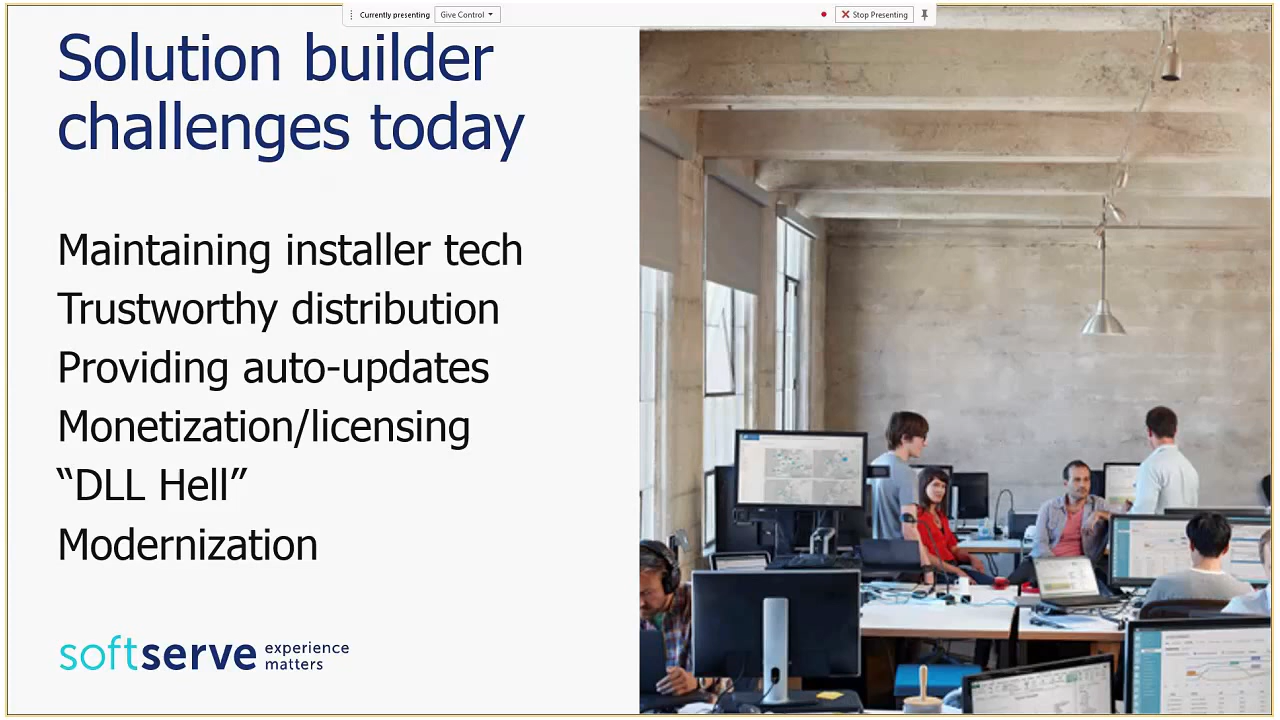 Currently presenting Give Control Stop Presenting
Solution builder
challenges today
Maintaining installer tech
Trustworthy distribution
Providing auto-updates
Monetization/licensing
“DLL Hell”
Modernization
softserve experience
matters